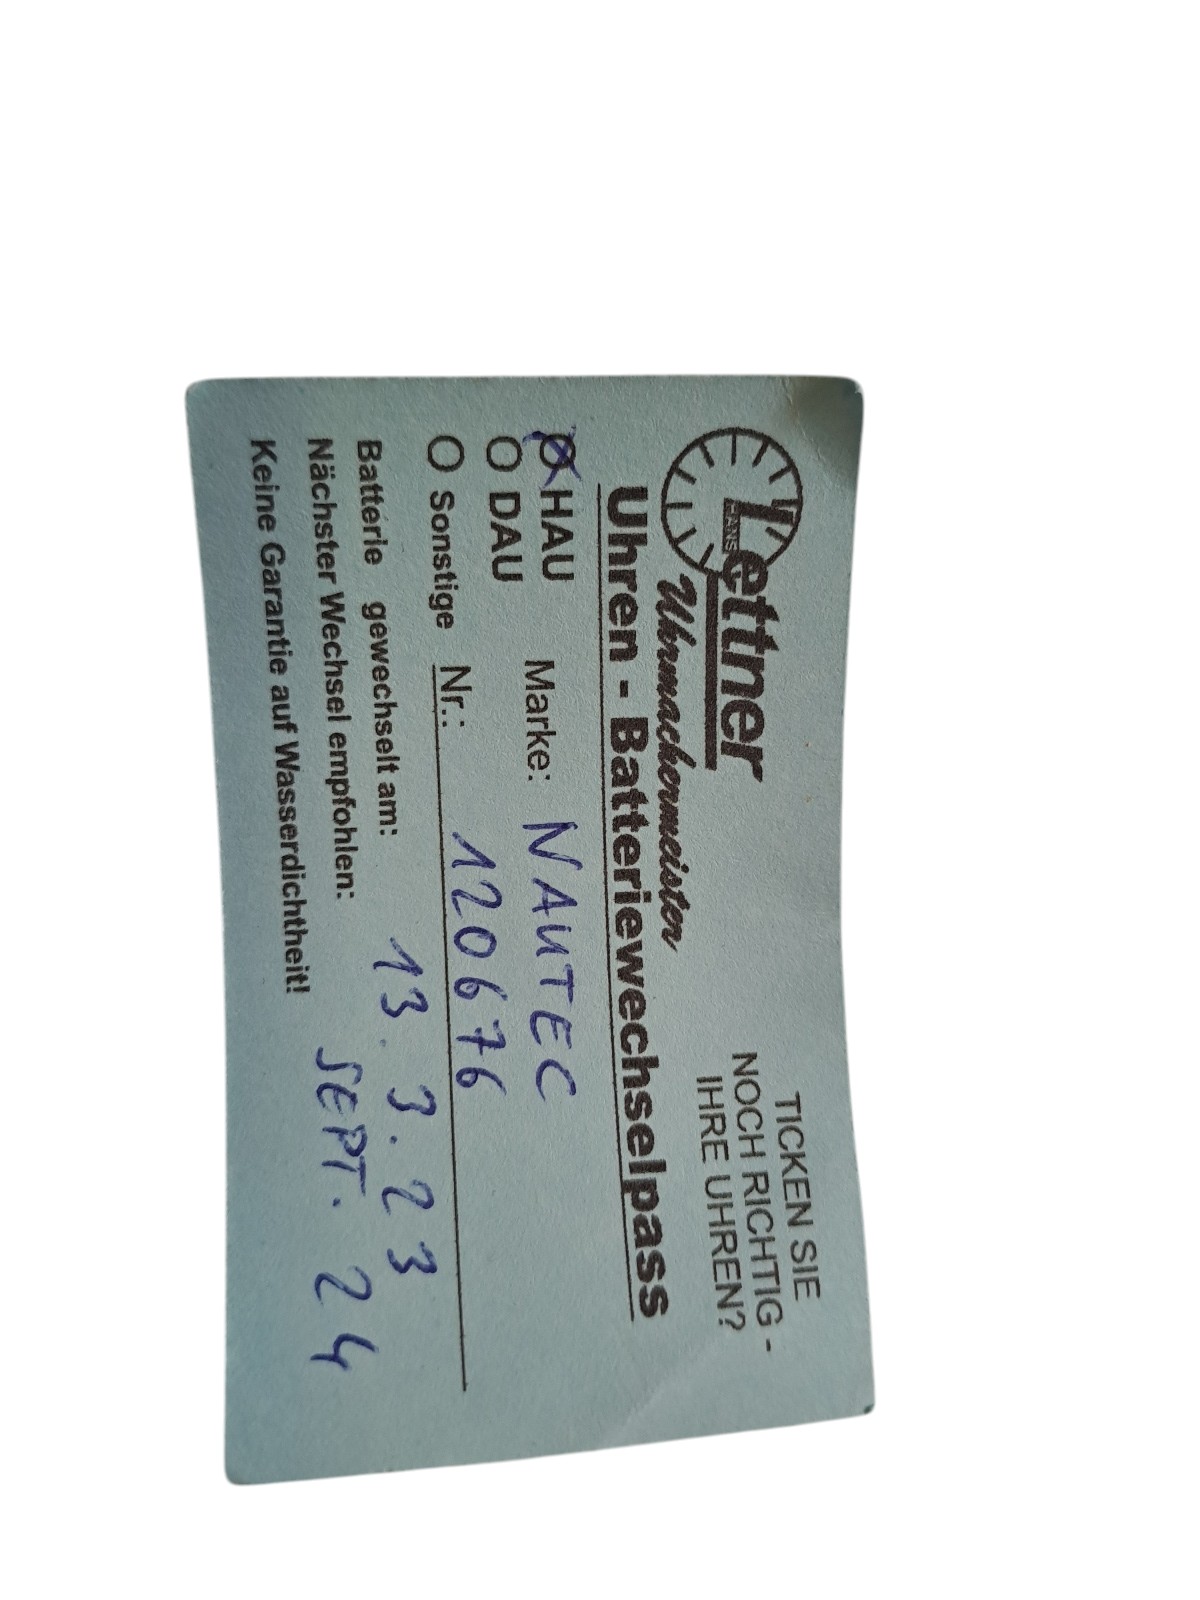 Lettner
HANS
Uhrmachermeister
TICKEN SIE
NOCH RICHTIG -
IHRE UHREN?
Uhren - Batteriewechselpass
HAU Marke: NAUTEC
DAU
Sonstige Nr.: 120676
Batterie gewechselt am: 13.3.23
Nächster Wechsel empfohlen: SEPT. 24
Keine Garantie auf Wasserdichtheit!